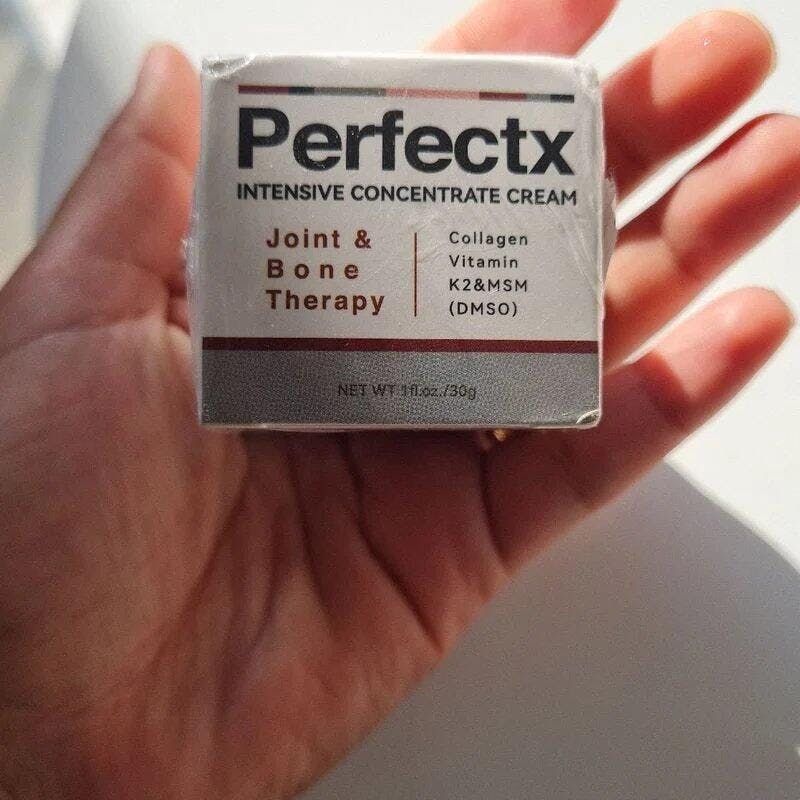 Perfectx
INTENSIVE CONCENTRATE CREAM
Joint &
Bone
Therapy
Collagen
Vitamin
K2&MSM
(DMSO)
NET WT 1fl.oz./30g